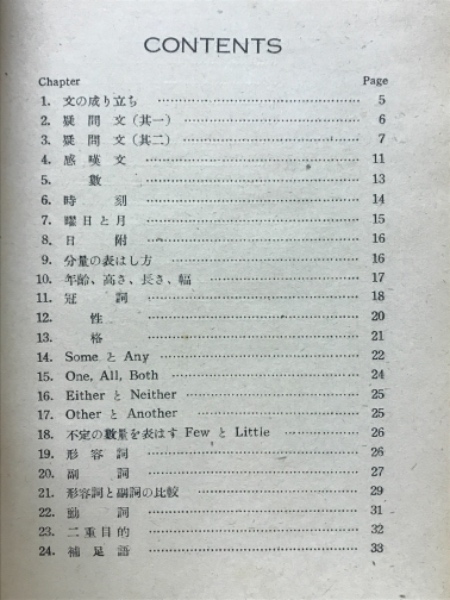 CONTENTS
Chapter Page
1. 文の成り立ち 5
2. 疑問文(其一) 6
3. 疑問文(其二) 7
4. 感嘆文 11
5. 數 13
6. 時刻 14
7. 曜日と月 15
8. 日附 16
9. 分量の表はし方 16
10. 年齢、高さ、長さ、幅 17
11. 冠詞 18
12. 性 20
13. 格 21
14. Some と Any 22
15. One, All, Both 24
16. Either と Neither 25
17. Other と Another 25
18. 不定の數量を表はす Few と Little 26
19. 形容詞 26
20. 副詞 27
21. 形容詞と副詞の比較 29
22. 動詞 31
23. 二重目的 32
24. 補足語 33